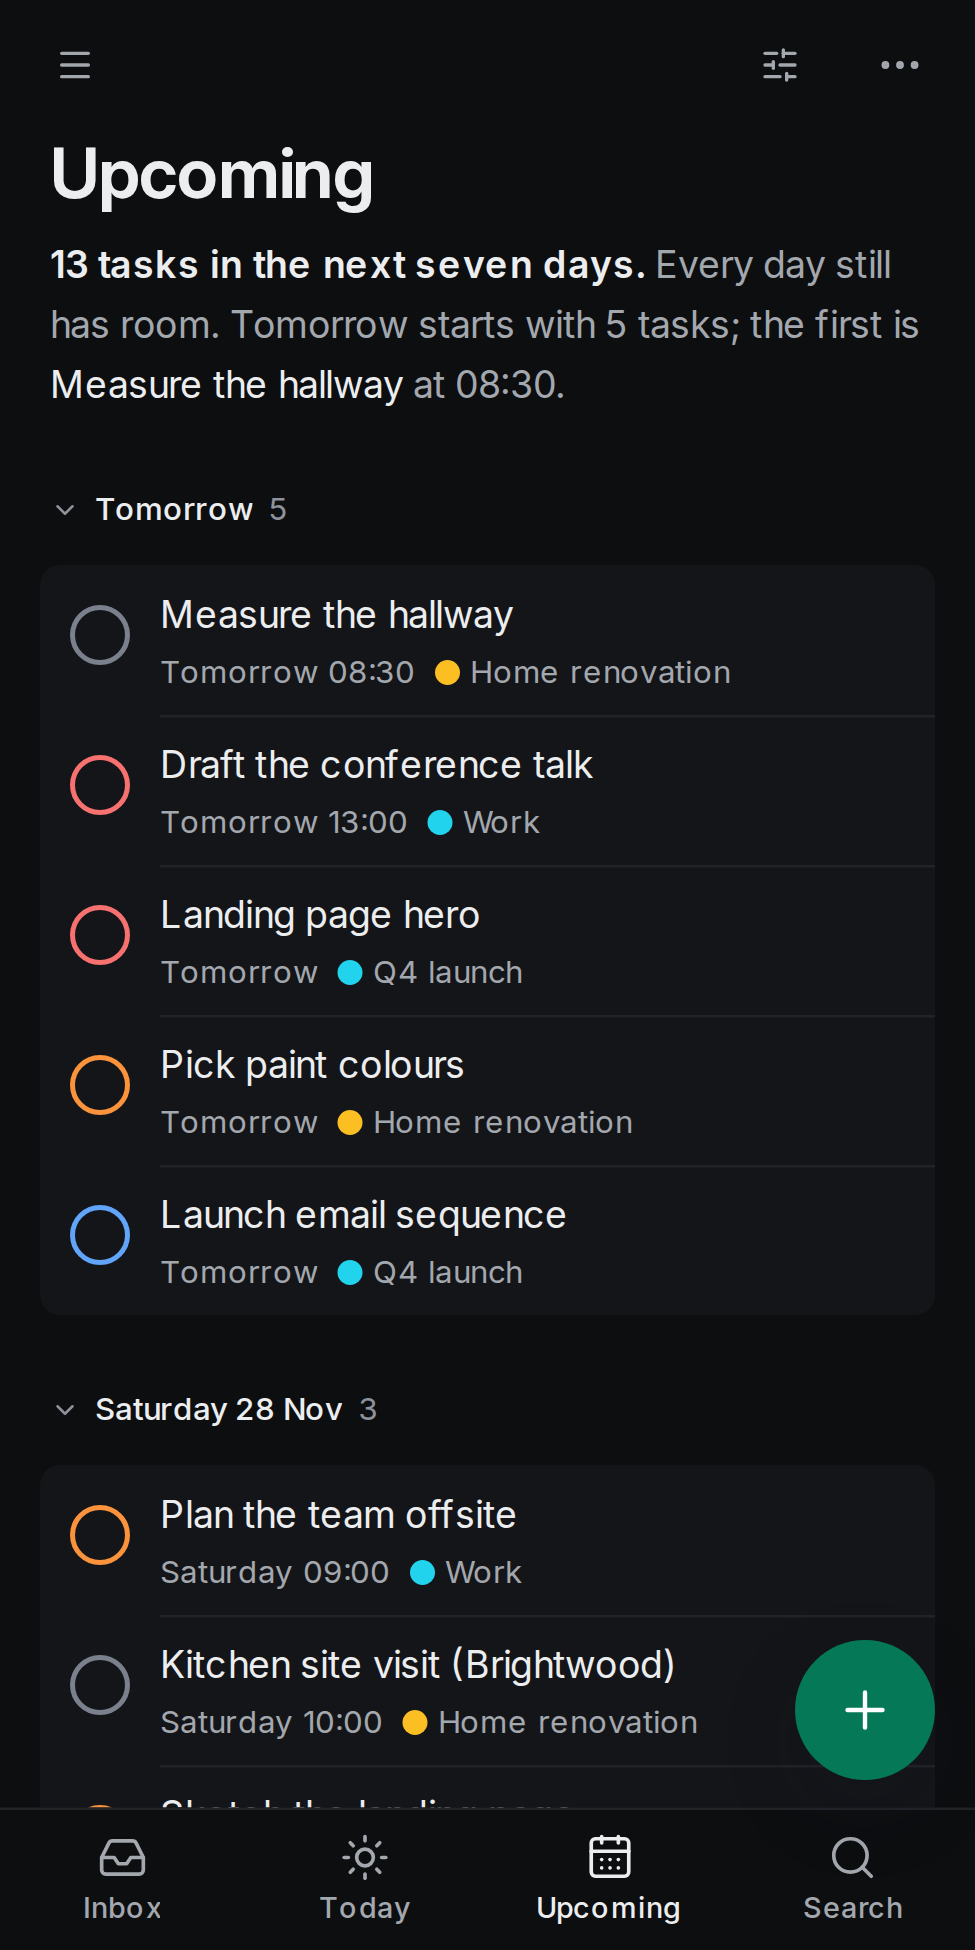 Upcoming
13 tasks in the next seven days. Every day still
has room. Tomorrow starts with 5 tasks; the first is
Measure the hallway at 08:30.
Tomorrow 5
Measure the hallway
Tomorrow 08:30 Home renovation
Draft the conference talk
Tomorrow 13:00 Work
Landing page hero
Tomorrow Q4 launch
Pick paint colours
Tomorrow Home renovation
Launch email sequence
Tomorrow Q4 launch
Saturday 28 Nov 3
Plan the team offsite
Saturday 09:00 Work
Kitchen site visit (Brightwood)
Saturday 10:00 Home renovation
Sketch the landing page
Inbox Today Upcoming Search